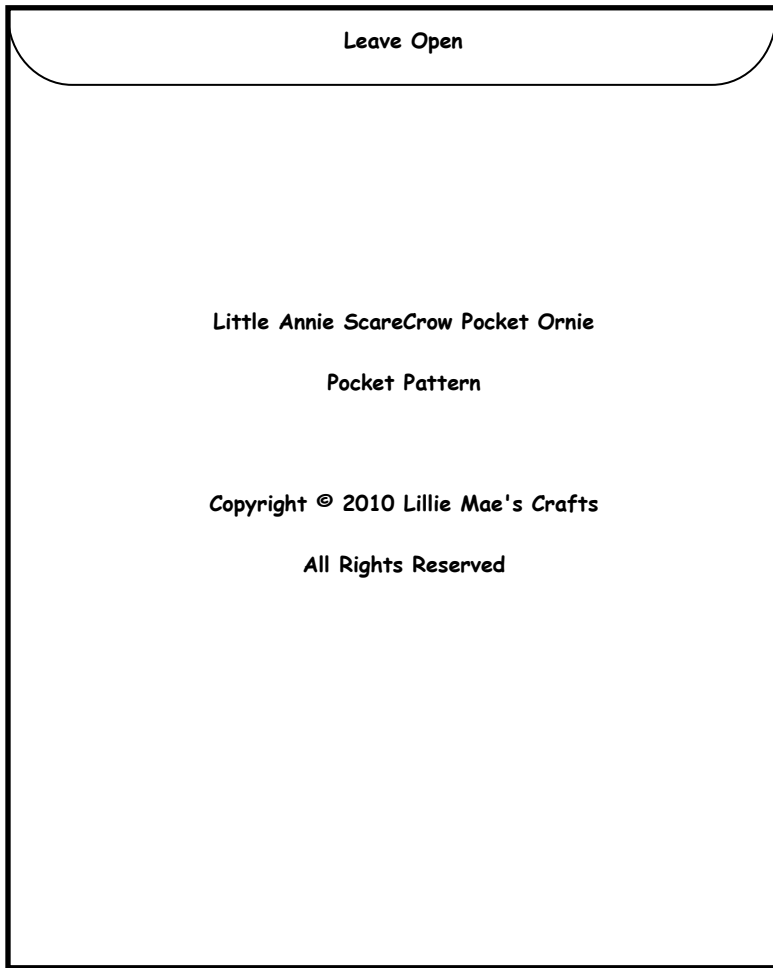 Leave Open
Little Annie ScareCrow Pocket Ornie
Pocket Pattern
Copyright © 2010 Lillie Mae's Crafts
All Rights Reserved